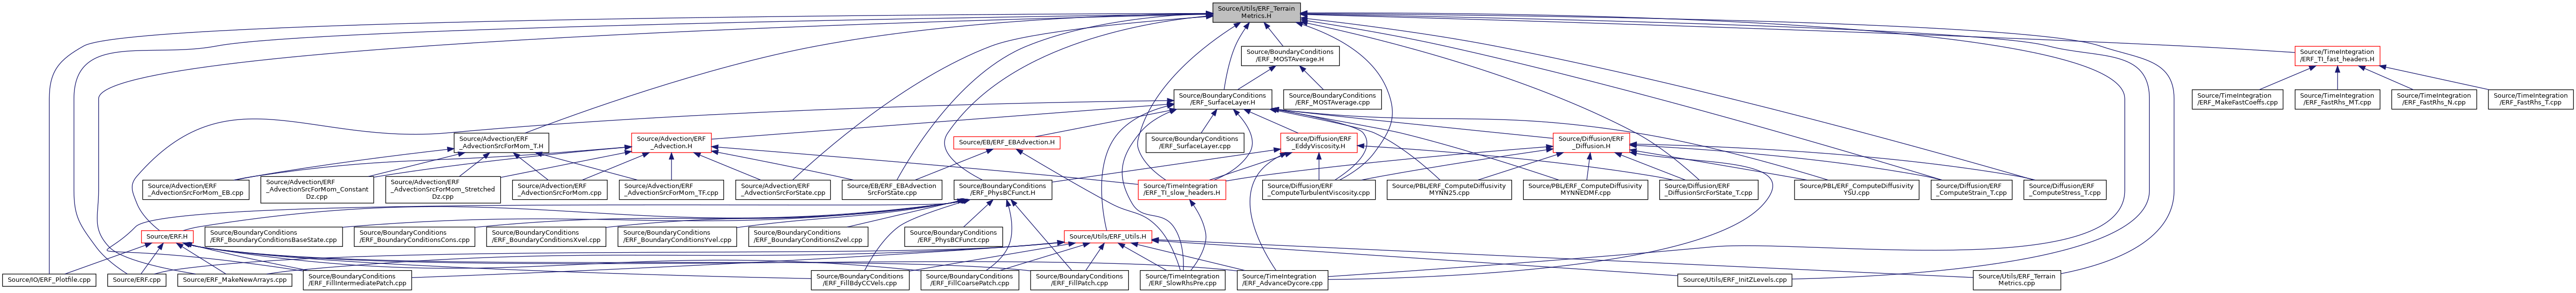 Source/Utils/ERF_Terrain
Metrics.H
Source/BoundaryConditions
/ERF_MOSTAverage.H
Source/TimeIntegration
/ERF_TI_fast_headers.H
Source/BoundaryConditions
/ERF_SurfaceLayer.H
Source/BoundaryConditions
/ERF_MOSTAverage.cpp
Source/TimeIntegration
/ERF_MakeFastCoeffs.cpp
Source/TimeIntegration
/ERF_FastRhs_MT.cpp
Source/TimeIntegration
/ERF_FastRhs_N.cpp
Source/TimeIntegration
/ERF_FastRhs_T.cpp
Source/Advection/ERF
_AdvectionSrcForMom_T.H
Source/Advection/ERF
_Advection.H
Source/EB/ERF_EBAdvection.H
Source/BoundaryConditions
/ERF_SurfaceLayer.cpp
Source/Diffusion/ERF
_EddyViscosity.H
Source/Diffusion/ERF
_Diffusion.H
Source/Advection/ERF
_AdvectionSrcForMom_EB.cpp
Source/Advection/ERF
_AdvectionSrcForMom_Constant
Dz.cpp
Source/Advection/ERF
_AdvectionSrcForMom_Stretched
Dz.cpp
Source/Advection/ERF
_AdvectionSrcForMom.cpp
Source/Advection/ERF
_AdvectionSrcForMom_TF.cpp
Source/Advection/ERF
_AdvectionSrcForState.cpp
Source/EB/ERF_EBAdvection
SrcForState.cpp
Source/BoundaryConditions
/ERF_PhysBCFunct.H
Source/TimeIntegration
/ERF_TI_slow_headers.H
Source/Diffusion/ERF
_ComputeTurbulentViscosity.cpp
Source/PBL/ERF_ComputeDiffusivity
MYNN25.cpp
Source/PBL/ERF_ComputeDiffusivity
MYNNEDMF.cpp
Source/Diffusion/ERF
_DiffusionSrcForState_T.cpp
Source/PBL/ERF_ComputeDiffusivity
YSU.cpp
Source/Diffusion/ERF
_ComputeStrain_T.cpp
Source/Diffusion/ERF
_ComputeStress_T.cpp
Source/ERF.H
Source/BoundaryConditions
/ERF_BoundaryConditionsBaseState.cpp
Source/BoundaryConditions
/ERF_BoundaryConditionsCons.cpp
Source/BoundaryConditions
/ERF_BoundaryConditionsXvel.cpp
Source/BoundaryConditions
/ERF_BoundaryConditionsYvel.cpp
Source/BoundaryConditions
/ERF_BoundaryConditionsZvel.cpp
Source/BoundaryConditions
/ERF_PhysBCFunct.cpp
Source/Utils/ERF_Utils.H
Source/IO/ERF_Plotfile.cpp
Source/ERF.cpp
Source/ERF_MakeNewArrays.cpp
Source/BoundaryConditions
/ERF_FillIntermediatePatch.cpp
Source/BoundaryConditions
/ERF_FillBdyCCVels.cpp
Source/BoundaryConditions
/ERF_FillCoarsePatch.cpp
Source/BoundaryConditions
/ERF_FillPatch.cpp
Source/TimeIntegration
/ERF_SlowRhsPre.cpp
Source/TimeIntegration
/ERF_AdvanceDycore.cpp
Source/Utils/ERF_InitZLevels.cpp
Source/Utils/ERF_Terrain
Metrics.cpp